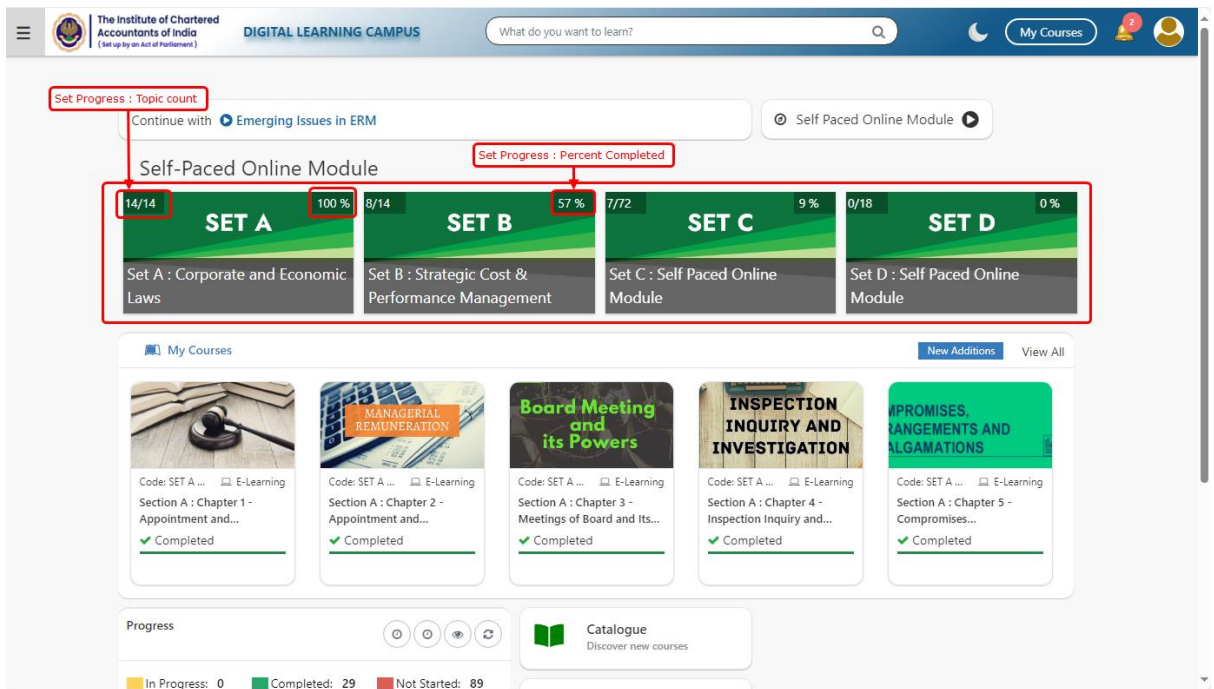 The Institute of Chartered
Accountants of India
(Set up by an Act of Parliament)
DIGITAL LEARNING CAMPUS
What do you want to learn?
My Courses
2
Set Progress : Topic count
Continue with Emerging Issues in ERM
Self Paced Online Module
Self-Paced Online Module
Set Progress : Percent Completed
14/14 100 %
SET A
Set A : Corporate and Economic
Laws
8/14 57 %
SET B
Set B : Strategic Cost &
Performance Management
7/72 9 %
SET C
Set C : Self Paced Online
Module
0/18 0 %
SET D
Set D : Self Paced Online
Module
My Courses
New Additions View All
Code: SET A ... E-Learning
Section A : Chapter 1 -
Appointment and...
Completed
MANAGERIAL
REMUNERATION
Code: SET A ... E-Learning
Section A : Chapter 2 -
Appointment and...
Completed
Board Meeting
and
its Powers
Code: SET A ... E-Learning
Section A : Chapter 3 -
Meetings of Board and Its...
Completed
INSPECTION
INQUIRY AND
INVESTIGATION
Code: SET A ... E-Learning
Section A : Chapter 4 -
Inspection Inquiry and...
Completed
MPROMISES,
RANGEMENTS AND
ALGAMATIONS
Code: SET A ... E-Learning
Section A : Chapter 5 -
Compromises...
Completed
Progress
In Progress: 0 Completed: 29 Not Started: 89
Catalogue
Discover new courses